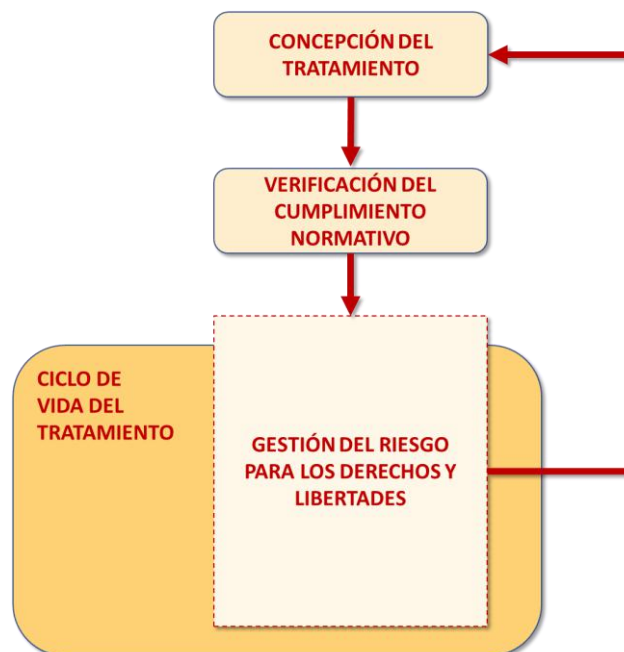 CONCEPCIÓN DEL
TRATAMIENTO
VERIFICACIÓN DEL
CUMPLIMIENTO
NORMATIVO
CICLO DE
VIDA DEL
TRATAMIENTO
GESTIÓN DEL RIESGO
PARA LOS DERECHOS Y
LIBERTADES